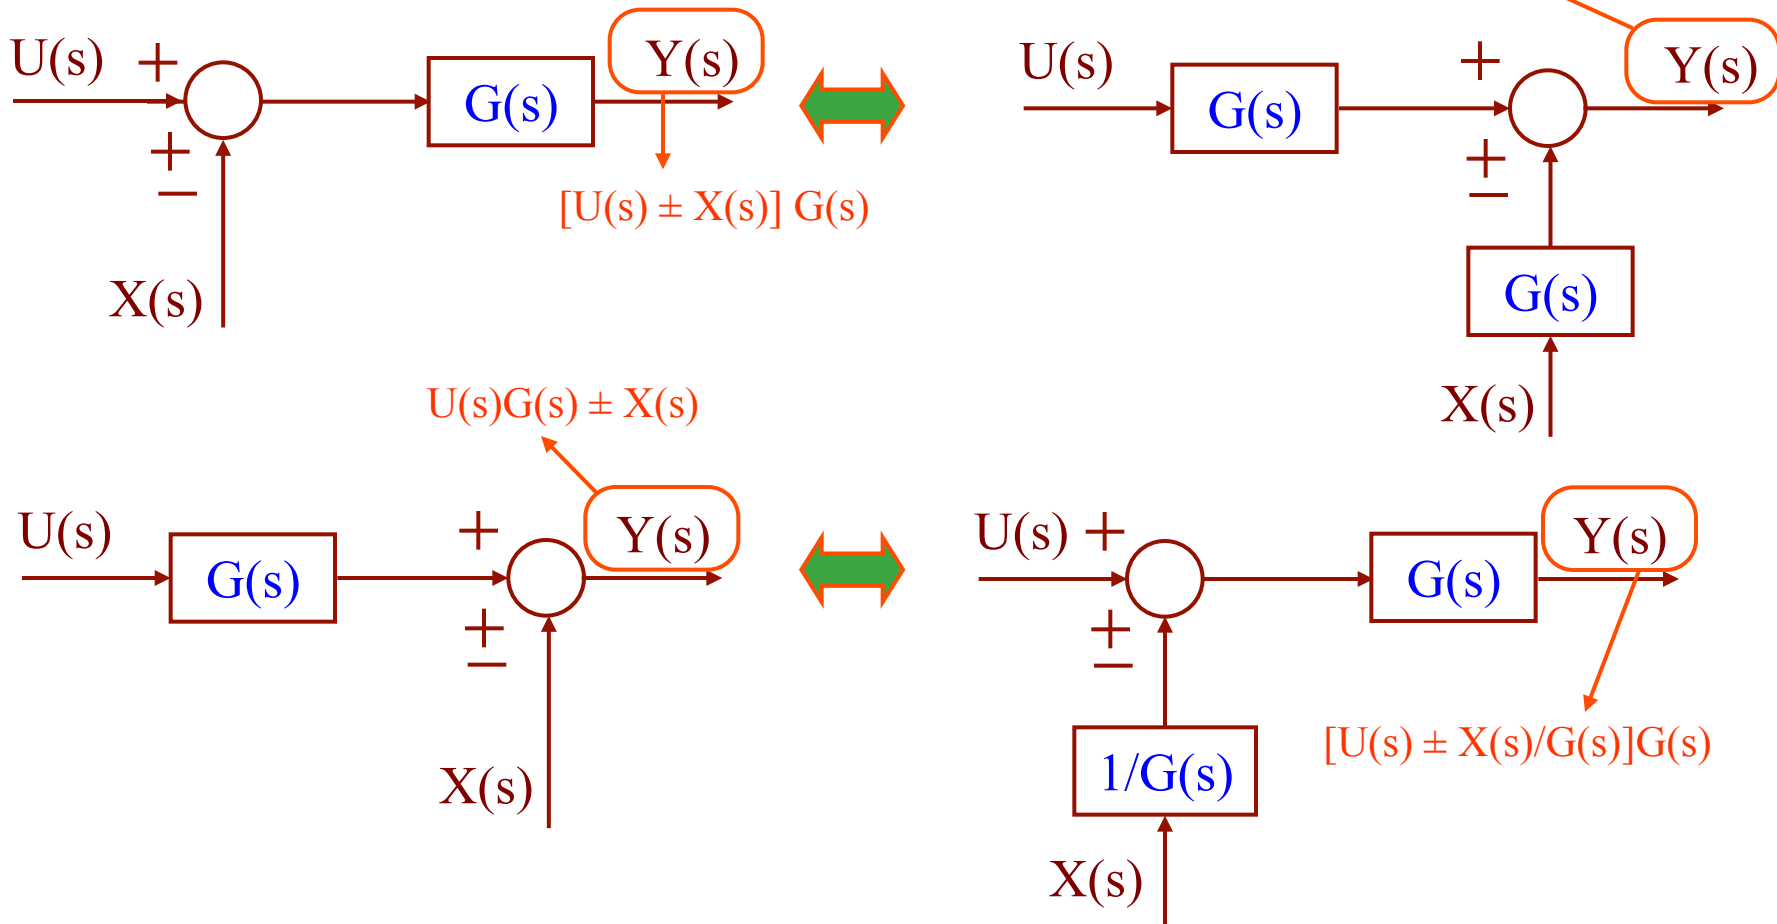 U(s)
+
G(s)
Y(s)
+
−
X(s)
[U(s) ± X(s)] G(s)
U(s)
G(s)
+
Y(s)
+
−
G(s)
X(s)
U(s)G(s) ± X(s)
U(s)
G(s)
+
Y(s)
+
−
X(s)
U(s)
+
G(s)
Y(s)
+
−
1/G(s)
X(s)
[U(s) ± X(s)/G(s)]G(s)